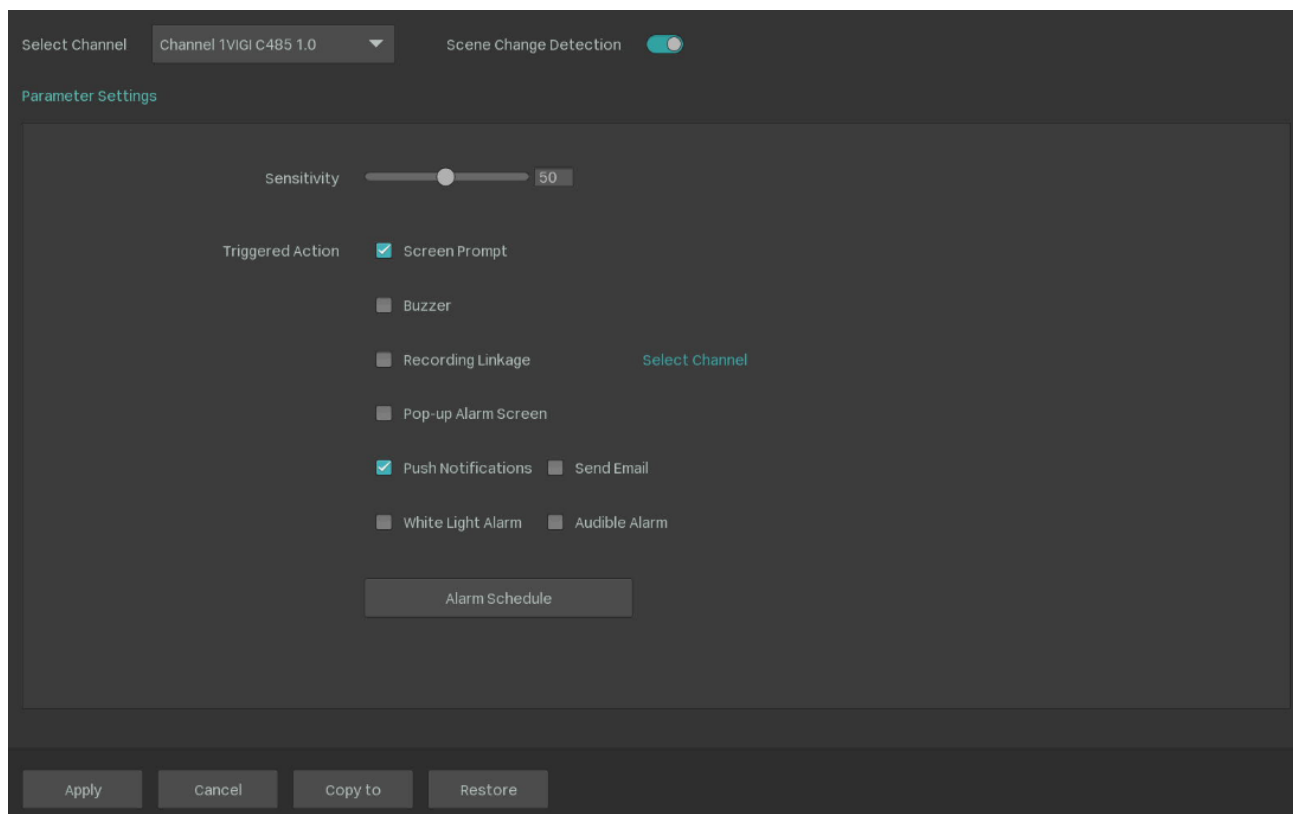 Select Channel Channel 1VIGI C485 1.0 Scene Change Detection
Parameter Settings
Sensitivity 50
Triggered Action Screen Prompt
Buzzer
Recording Linkage Select Channel
Pop-up Alarm Screen
Push Notifications Send Email
White Light Alarm Audible Alarm
Alarm Schedule
Apply Cancel Copy to Restore